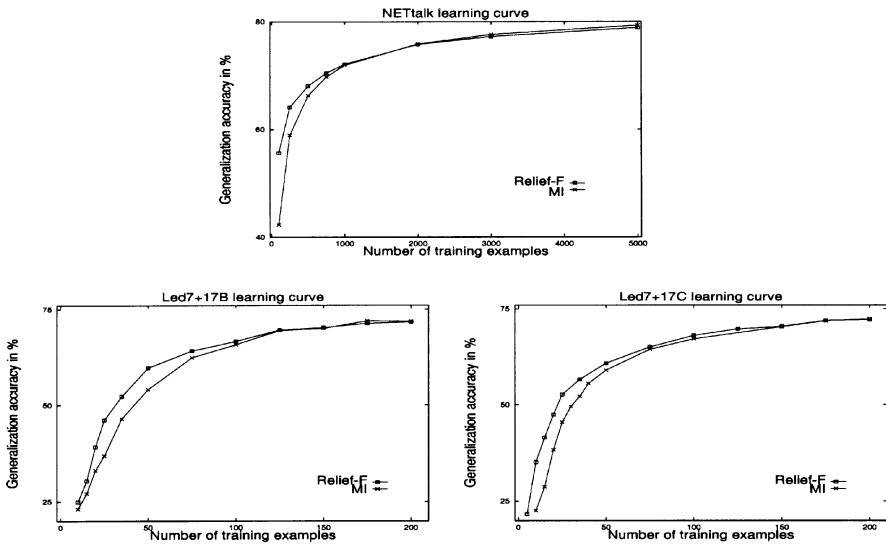 NETtalk learning curve
Generalization accuracy in %
80
60
40
Relief-F
MI
0 1000 2000 3000 4000 5000
Number of training examples
Led7+17B learning curve
Generalization accuracy in %
75
50
25
Relief-F
MI
0 50 100 150 200
Number of training examples
Led7+17C learning curve
Generalization accuracy in %
75
50
25
Relief-F
MI
0 50 100 150 200
Number of training examples